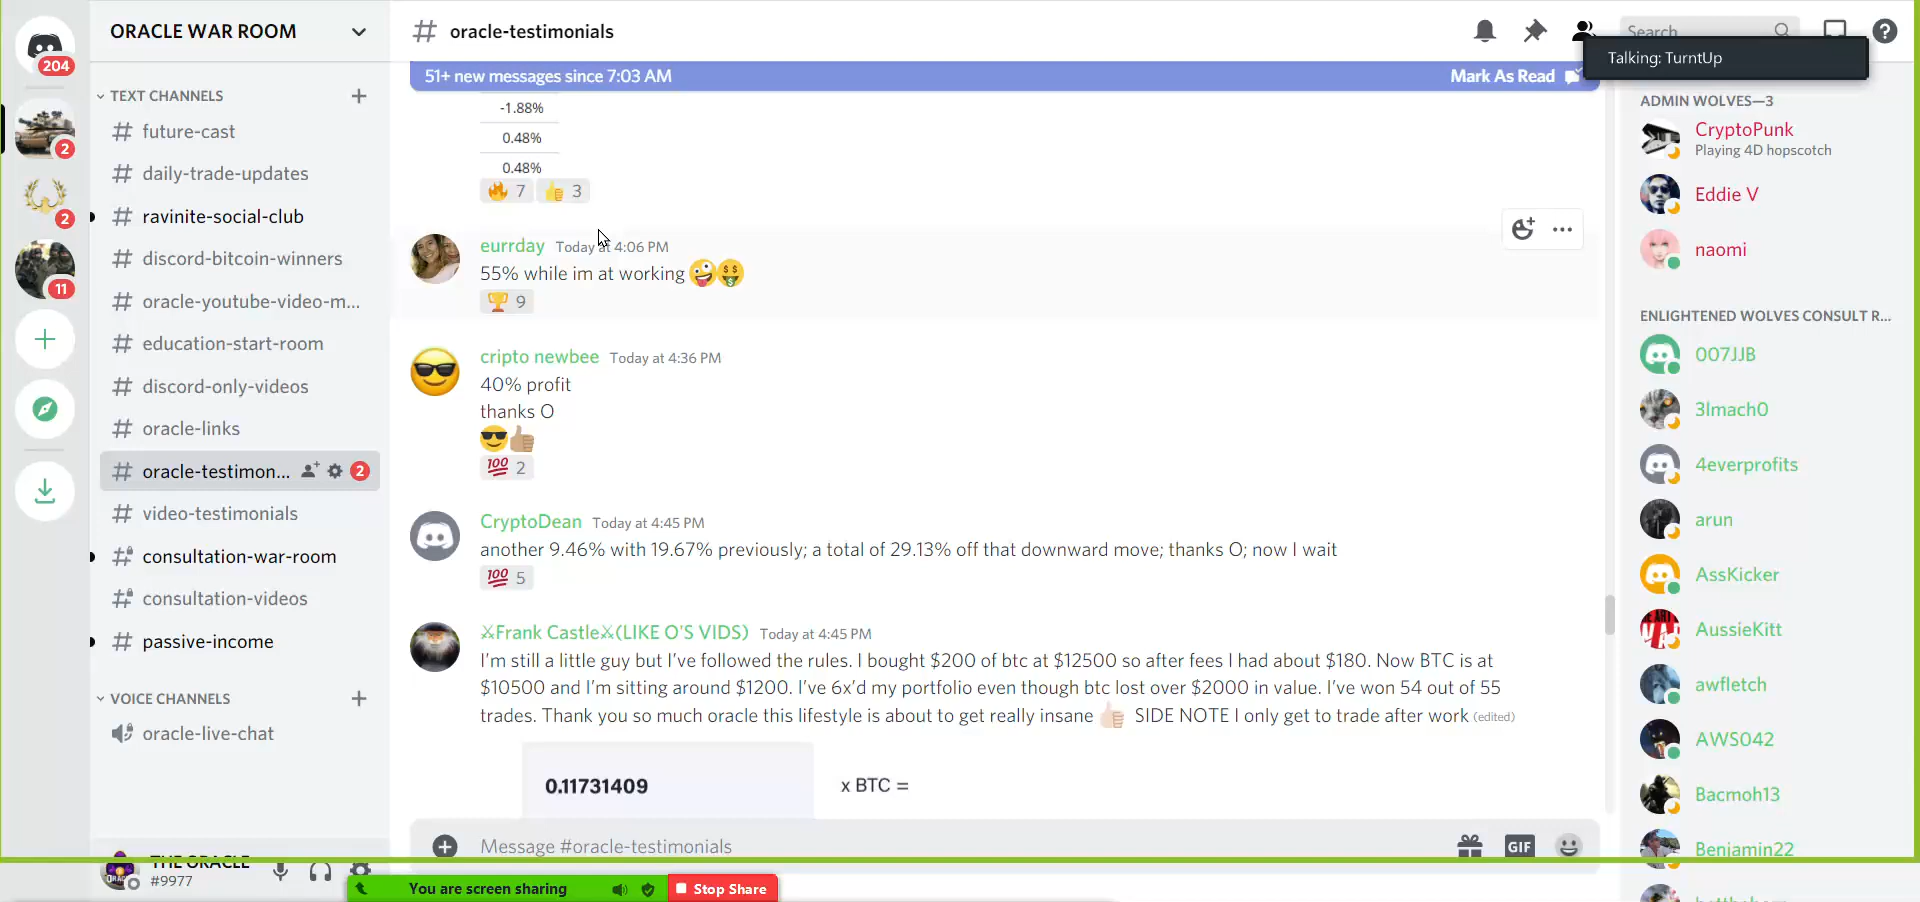 204
2
2
11
ORACLE WAR ROOM
TEXT CHANNELS
future-cast
daily-trade-updates
ravinite-social-club
discord-bitcoin-winners
oracle-youtube-video-m...
education-start-room
discord-only-videos
oracle-links
oracle-testimon... 2
video-testimonials
consultation-war-room
consultation-videos
passive-income
VOICE CHANNELS
oracle-live-chat
THE ORACLE
#9977
# oracle-testimonials
Search
Talking: TurntUp
51+ new messages since 7:03 AM Mark As Read
-1.88%
0.48%
0.48%
🔥 7 👍 3
eurrday Today at 4:06 PM
55% while im at working 🤪🤑
🏆 9
cripto newbee Today at 4:36 PM
40% profit
thanks O
😎👍🏽
💯 2
CryptoDean Today at 4:45 PM
another 9.46% with 19.67% previously; a total of 29.13% off that downward move; thanks O; now I wait
💯 5
⚔Frank Castle⚔(LIKE O'S VIDS) Today at 4:45 PM
I'm still a little guy but I've followed the rules. I bought $200 of btc at $12500 so after fees I had about $180. Now BTC is at
$10500 and I'm sitting around $1200. I've 6x'd my portfolio even though btc lost over $2000 in value. I've won 54 out of 55
trades. Thank you so much oracle this lifestyle is about to get really insane 👍🏻 SIDE NOTE I only get to trade after work (edited)
0.11731409 x BTC =
Message #oracle-testimonials
GIF
You are screen sharing Stop Share
ADMIN WOLVES—3
CryptoPunk
Playing 4D hopscotch
Eddie V
naomi
ENLIGHTENED WOLVES CONSULT R...
007JJB
3lmach0
4everprofits
arun
AssKicker
AussieKitt
awfletch
AWS042
Bacmoh13
Benjamin22